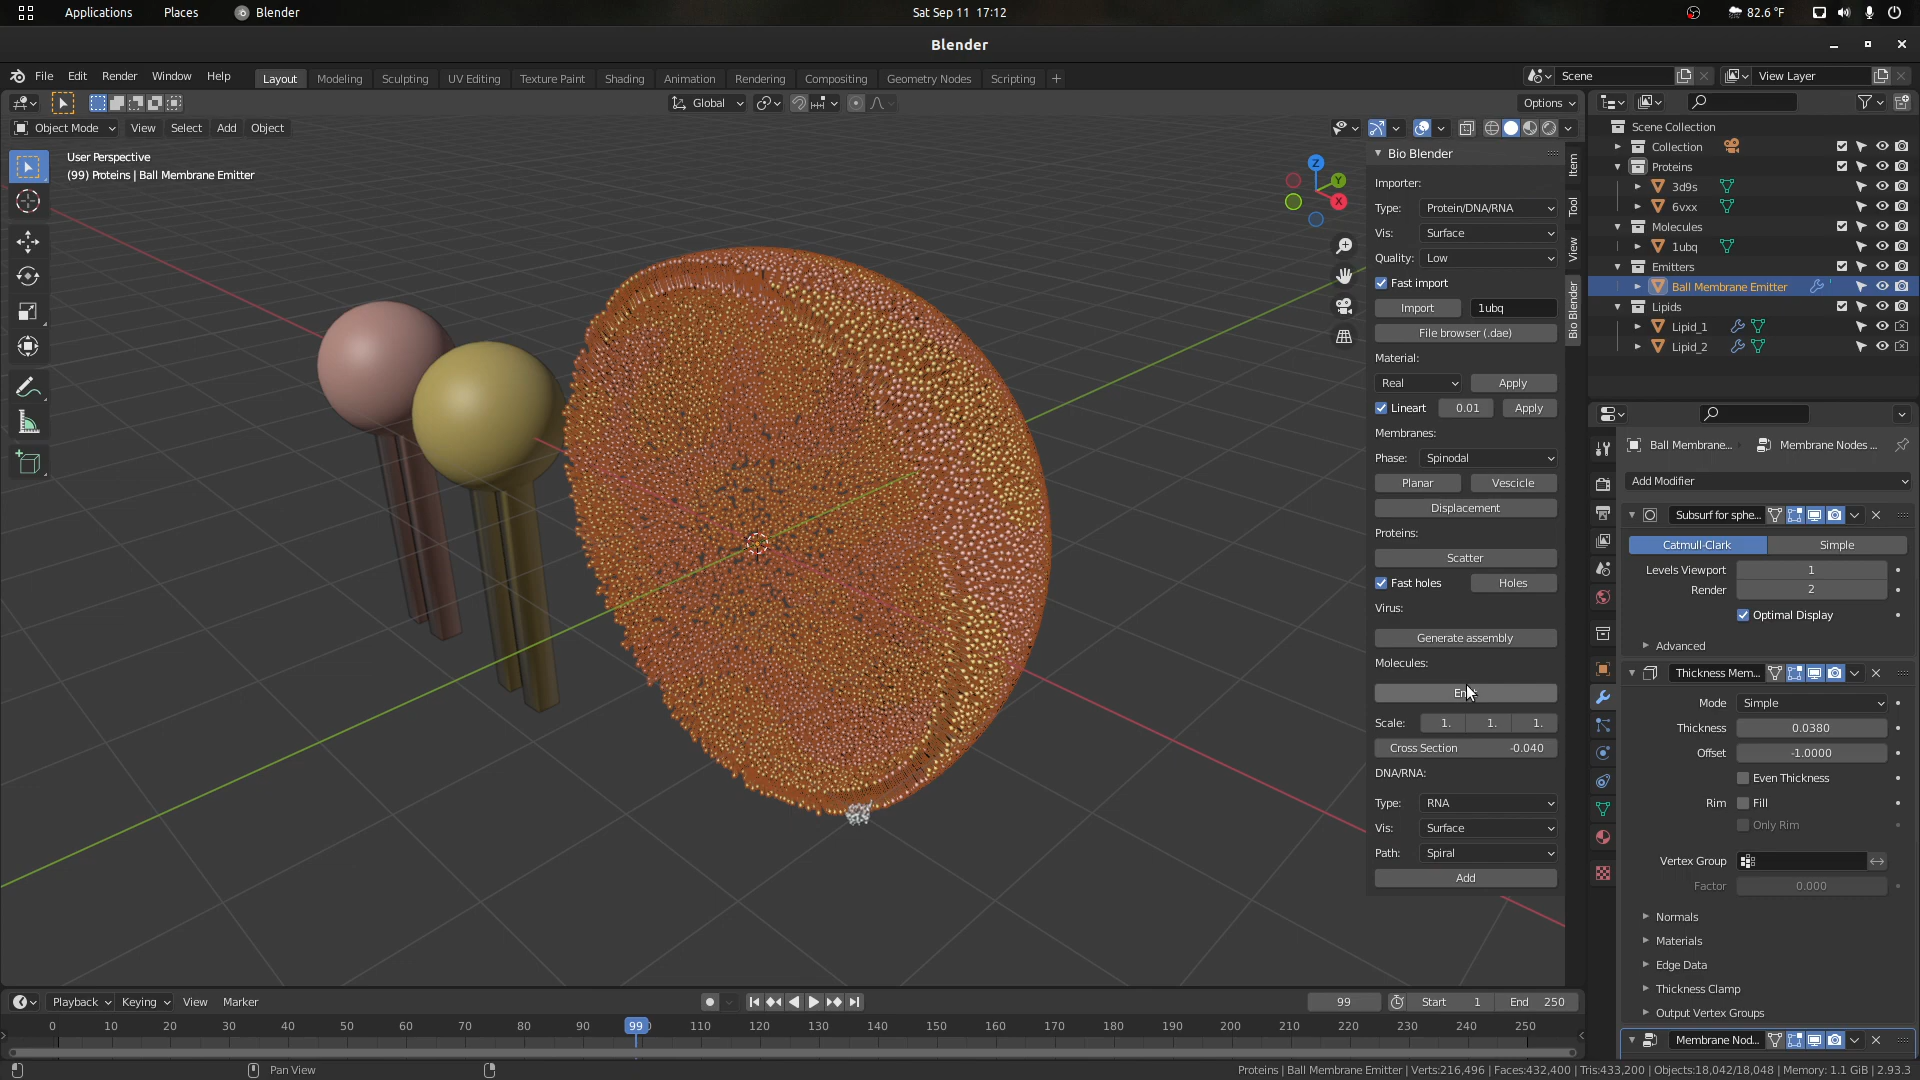 Applications Places Blender Sat Sep 11 17:12 82.6 °F
Blender
File Edit Render Window Help Layout Modeling Sculpting UV Editing Texture Paint Shading Animation Rendering Compositing Geometry Nodes Scripting + Scene View Layer
Global Options
Object Mode View Select Add Object
User Perspective
(99) Proteins | Ball Membrane Emitter
Z
Y
X
Bio Blender
Importer:
Type: Protein/DNA/RNA
Vis: Surface
Quality: Low
Fast import
Import 1ubq
File browser (.dae)
Material:
Real Apply
Lineart 0.01 Apply
Membranes:
Phase: Spinodal
Planar Vescicle
Displacement
Proteins:
Scatter
Fast holes Holes
Virus:
Generate assembly
Molecules:
Scale: 1. 1. 1.
Cross Section -0.040
DNA/RNA:
Type: RNA
Vis: Surface
Path: Spiral
Add
Item
Tool
View
Bio Blender
Scene Collection
Collection
Proteins
3d9s
6vxx
Molecules
1ubq
Emitters
Ball Membrane Emitter
Lipids
Lipid_1
Lipid_2
Ball Membrane... Membrane Nodes ...
Add Modifier
Subsurf for sphe...
Catmull-Clark Simple
Levels Viewport 1
Render 2
Optimal Display
Advanced
Thickness Mem...
Mode Simple
Thickness 0.0380
Offset -1.0000
Even Thickness
Rim Fill
Only Rim
Vertex Group
Factor 0.000
Normals
Materials
Edge Data
Thickness Clamp
Output Vertex Groups
Membrane Nod...
Playback Keying View Marker 99 Start 1 End 250
0 10 20 30 40 50 60 70 80 90 99 110 120 130 140 150 160 170 180 190 200 210 220 230 240 250
Pan View
Proteins | Ball Membrane Emitter | Verts:216,496 | Faces:432,400 | Tris:433,200 | Objects:18,042/18,048 | Memory: 1.1 GiB | 2.93.3